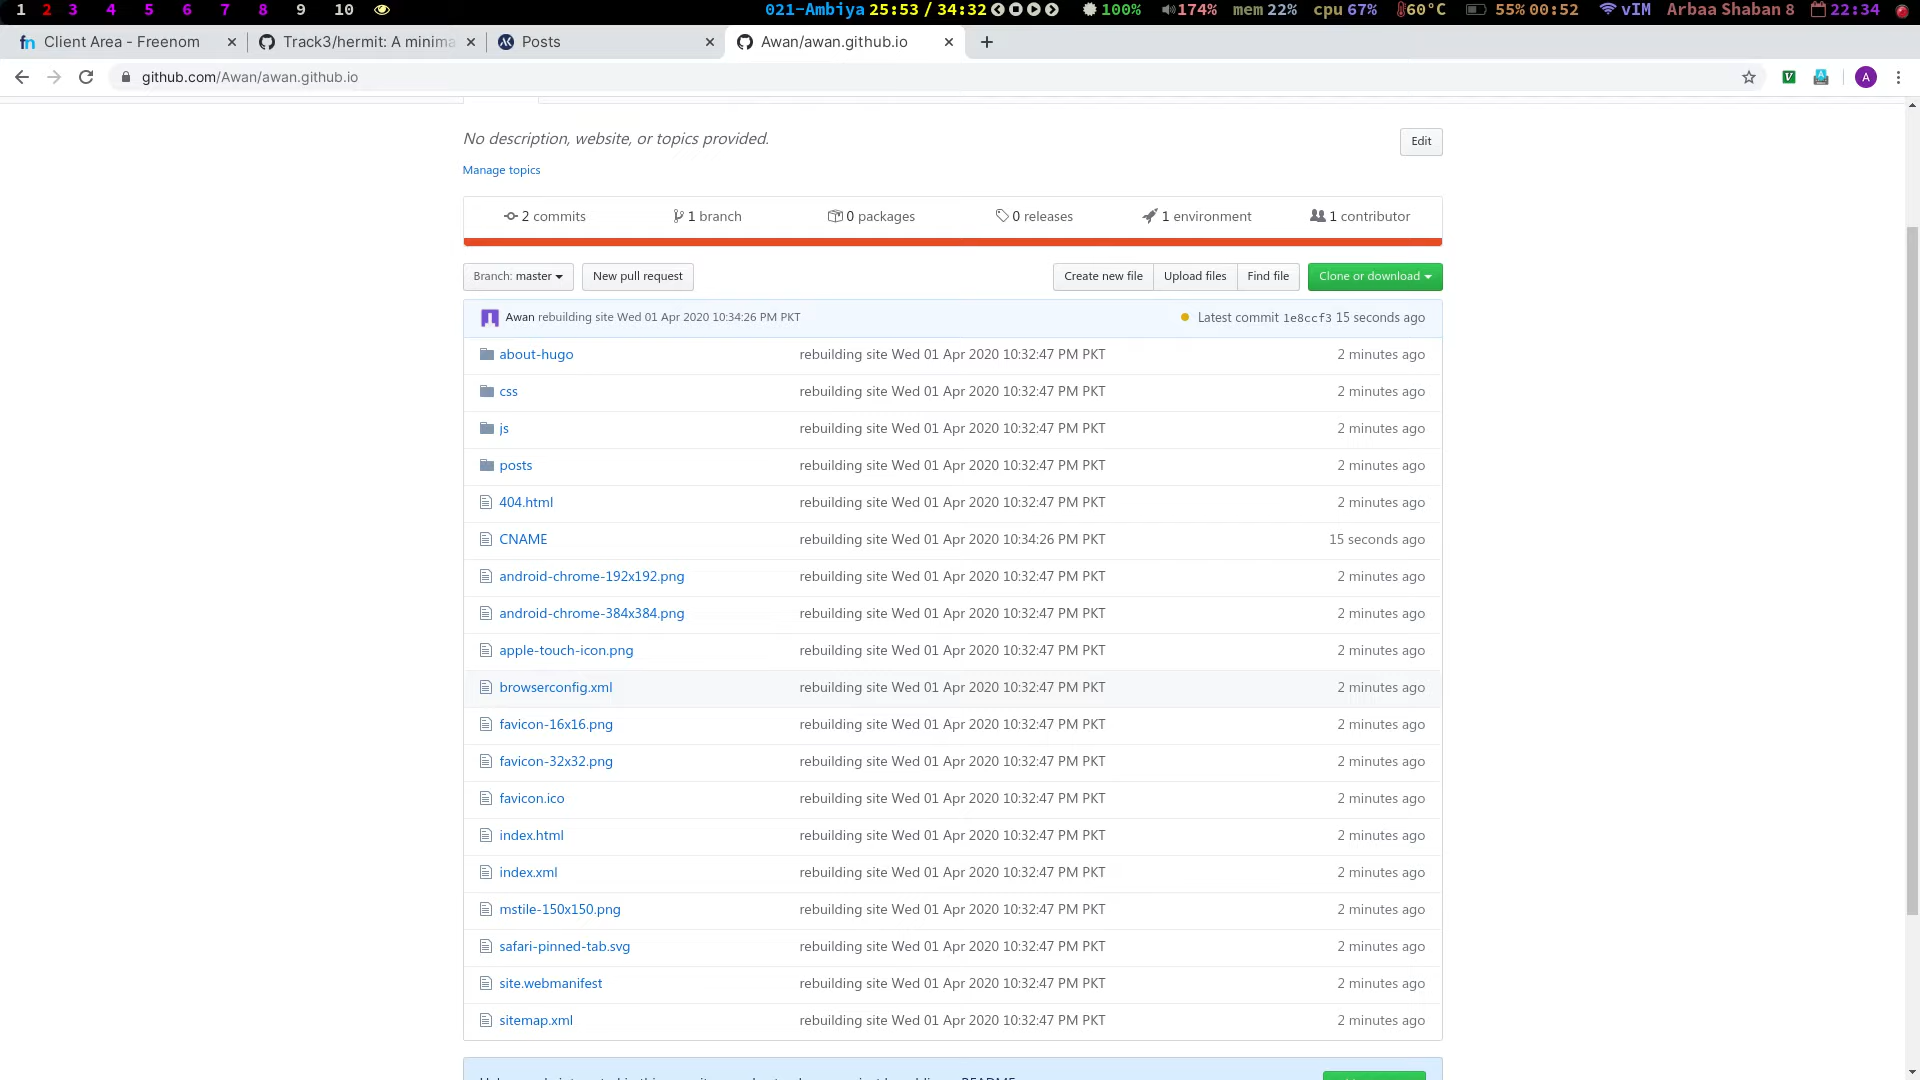 1 2 3 4 5 6 7 8 9 10 021-Ambiya 25:53 / 34:32 100% 174% mem 22% cpu 67% 60°C 55% 00:52 vIM Arbaa Shaban 8 22:34
Client Area - Freenom Track3/hermit: A minima Posts Awan/awan.github.io
github.com/Awan/awan.github.io A
No description, website, or topics provided. Edit
Manage topics
2 commits 1 branch 0 packages 0 releases 1 environment 1 contributor
Branch: master New pull request Create new file Upload files Find file Clone or download
Awan rebuilding site Wed 01 Apr 2020 10:34:26 PM PKT Latest commit 1e8ccf3 15 seconds ago
about-hugo rebuilding site Wed 01 Apr 2020 10:32:47 PM PKT 2 minutes ago
css rebuilding site Wed 01 Apr 2020 10:32:47 PM PKT 2 minutes ago
js rebuilding site Wed 01 Apr 2020 10:32:47 PM PKT 2 minutes ago
posts rebuilding site Wed 01 Apr 2020 10:32:47 PM PKT 2 minutes ago
404.html rebuilding site Wed 01 Apr 2020 10:32:47 PM PKT 2 minutes ago
CNAME rebuilding site Wed 01 Apr 2020 10:34:26 PM PKT 15 seconds ago
android-chrome-192x192.png rebuilding site Wed 01 Apr 2020 10:32:47 PM PKT 2 minutes ago
android-chrome-384x384.png rebuilding site Wed 01 Apr 2020 10:32:47 PM PKT 2 minutes ago
apple-touch-icon.png rebuilding site Wed 01 Apr 2020 10:32:47 PM PKT 2 minutes ago
browserconfig.xml rebuilding site Wed 01 Apr 2020 10:32:47 PM PKT 2 minutes ago
favicon-16x16.png rebuilding site Wed 01 Apr 2020 10:32:47 PM PKT 2 minutes ago
favicon-32x32.png rebuilding site Wed 01 Apr 2020 10:32:47 PM PKT 2 minutes ago
favicon.ico rebuilding site Wed 01 Apr 2020 10:32:47 PM PKT 2 minutes ago
index.html rebuilding site Wed 01 Apr 2020 10:32:47 PM PKT 2 minutes ago
index.xml rebuilding site Wed 01 Apr 2020 10:32:47 PM PKT 2 minutes ago
mstile-150x150.png rebuilding site Wed 01 Apr 2020 10:32:47 PM PKT 2 minutes ago
safari-pinned-tab.svg rebuilding site Wed 01 Apr 2020 10:32:47 PM PKT 2 minutes ago
site.webmanifest rebuilding site Wed 01 Apr 2020 10:32:47 PM PKT 2 minutes ago
sitemap.xml rebuilding site Wed 01 Apr 2020 10:32:47 PM PKT 2 minutes ago